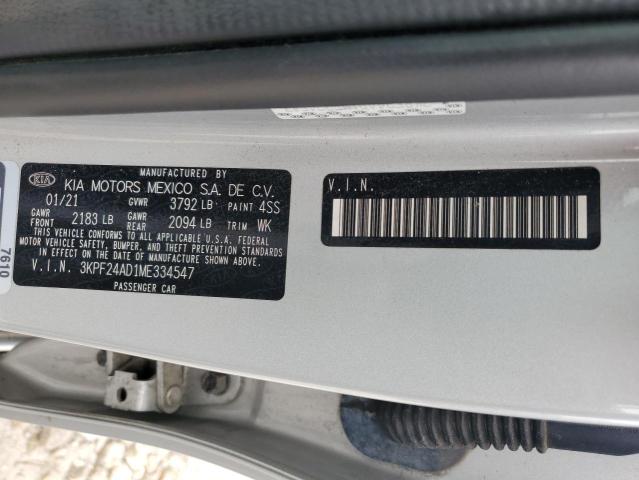 MANUFACTURED BY
KIA KIA MOTORS MEXICO S.A. DE C.V.
01/21 GVWR 3792 LB PAINT 4SS
GAWR FRONT 2183 LB GAWR REAR 2094 LB TRIM WK
THIS VEHICLE CONFORMS TO ALL APPLICABLE U.S.A. FEDERAL
MOTOR VEHICLE SAFETY, BUMPER, AND THEFT PREVENTION STANDARDS
IN EFFECT ON THE DATE OF MANUFACTURE SHOWN ABOVE.
V.I.N. 3KPF24AD1ME334547
PASSENGER CAR
V.I.N.
7610